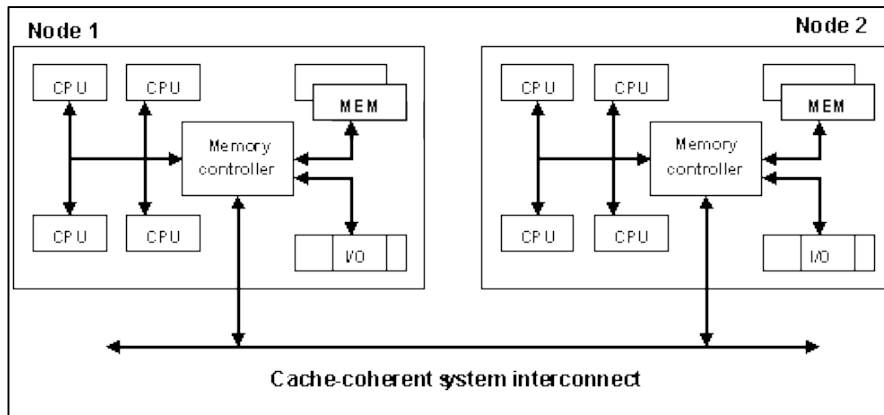 Node 1
Node 2
CPU
CPU
MEM
Memory
controller
CPU
CPU
I/O
CPU
CPU
MEM
Memory
controller
CPU
CPU
I/O
Cache-coherent system interconnect